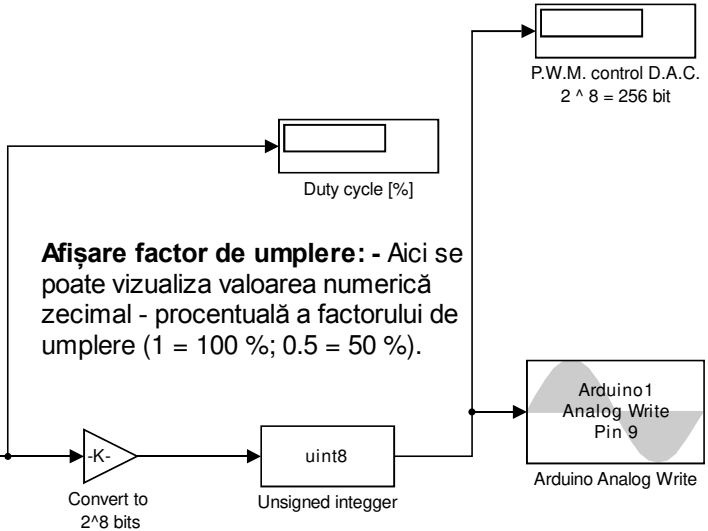 P.W.M. control D.A.C.
2 ^ 8 = 256 bit
Duty cycle [%]
Afișare factor de umplere: - Aici se
poate vizualiza valoarea numerică
zecimal - procentuală a factorului de
umplere (1 = 100 %; 0.5 = 50 %).
Arduino1
Analog Write
Pin 9
Arduino Analog Write
-K-
Convert to
2^8 bits
uint8
Unsigned integger